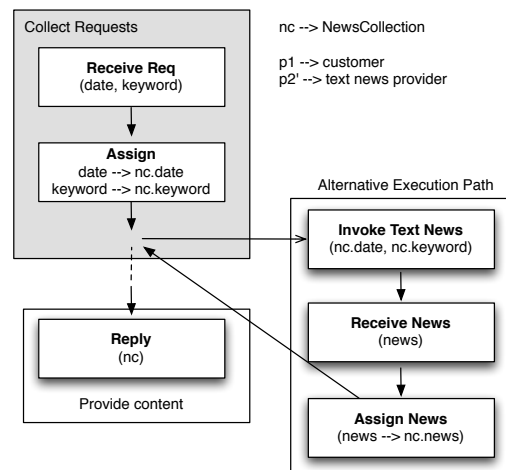 Collect Requests
nc --> NewsCollection
p1 --> customer
p2' --> text news provider
Receive Req
(date, keyword)
Assign
date --> nc.date
keyword --> nc.keyword
Alternative Execution Path
Invoke Text News
(nc.date, nc.keyword)
Receive News
(news)
Assign News
(news --> nc.news)
Reply
(nc)
Provide content